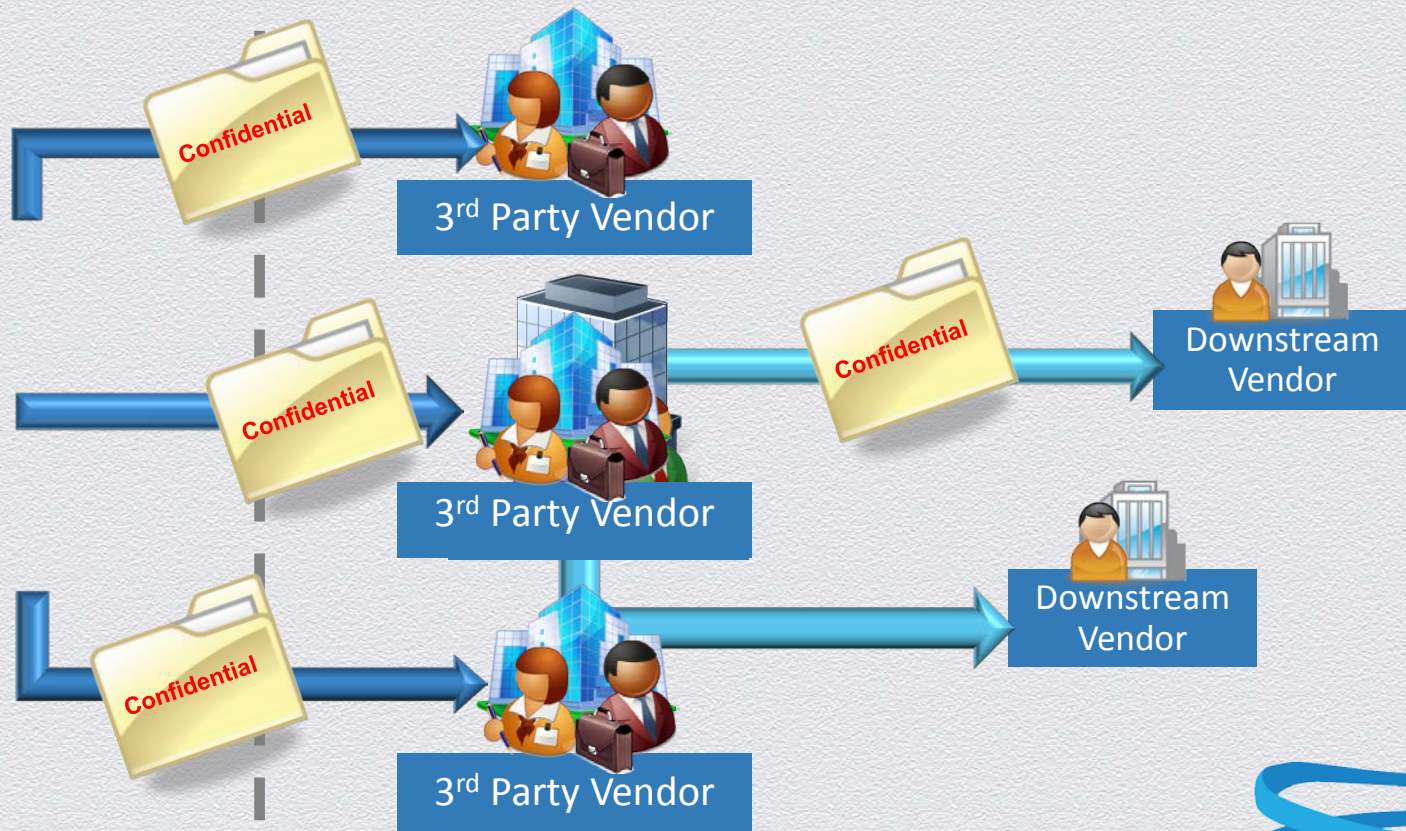 Confidential
3rd Party Vendor
Confidential
Confidential
Downstream
Vendor
3rd Party Vendor
Downstream
Vendor
Confidential
3rd Party Vendor